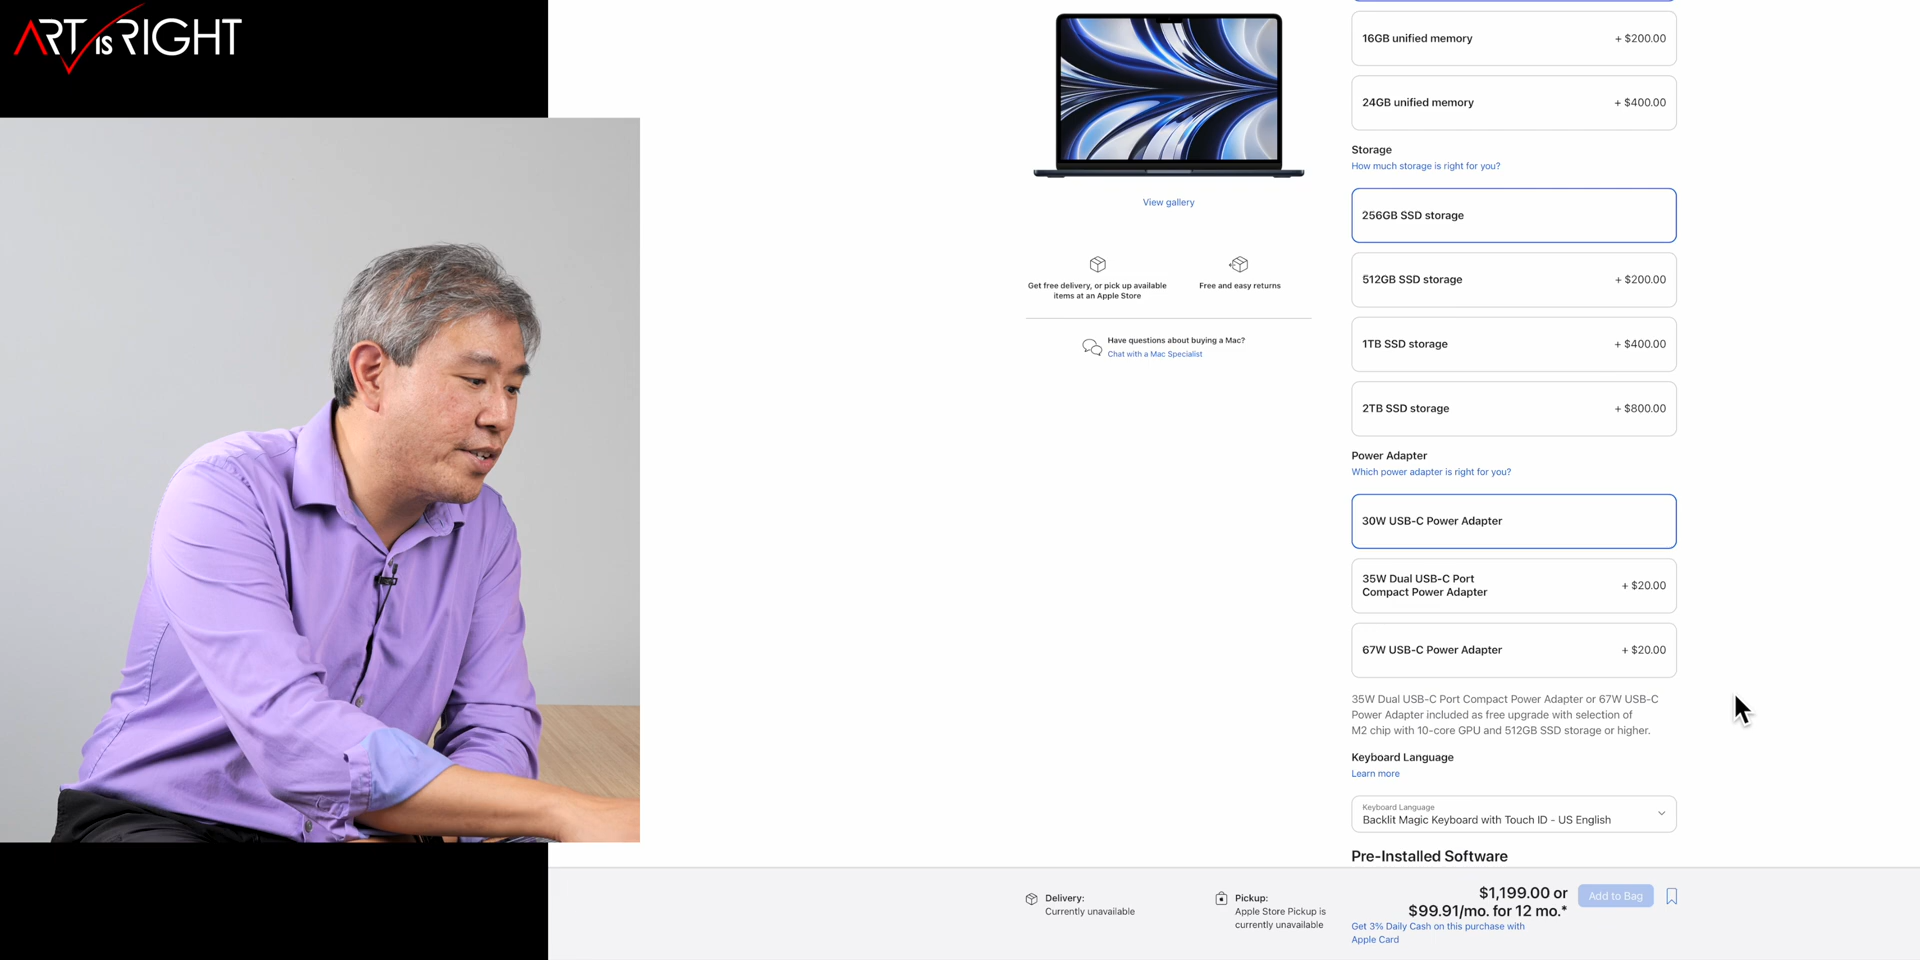 ART IS RIGHT
16GB unified memory + $200.00
24GB unified memory + $400.00
Storage
How much storage is right for you?
256GB SSD storage
512GB SSD storage + $200.00
1TB SSD storage + $400.00
2TB SSD storage + $800.00
Power Adapter
Which power adapter is right for you?
30W USB-C Power Adapter
35W Dual USB-C Port
Compact Power Adapter + $20.00
67W USB-C Power Adapter + $20.00
35W Dual USB-C Port Compact Power Adapter or 67W USB-C
Power Adapter included as free upgrade with selection of
M2 chip with 10-core GPU and 512GB SSD storage or higher.
Keyboard Language
Learn more
Keyboard Language
Backlit Magic Keyboard with Touch ID - US English
Pre-Installed Software
View gallery
Get free delivery, or pick up available
items at an Apple Store
Free and easy returns
Have questions about buying a Mac?
Chat with a Mac Specialist
Delivery:
Currently unavailable
Pickup:
Apple Store Pickup is
currently unavailable
$1,199.00 or
$99.91/mo. for 12 mo.*
Get 3% Daily Cash on this purchase with
Apple Card
Add to Bag